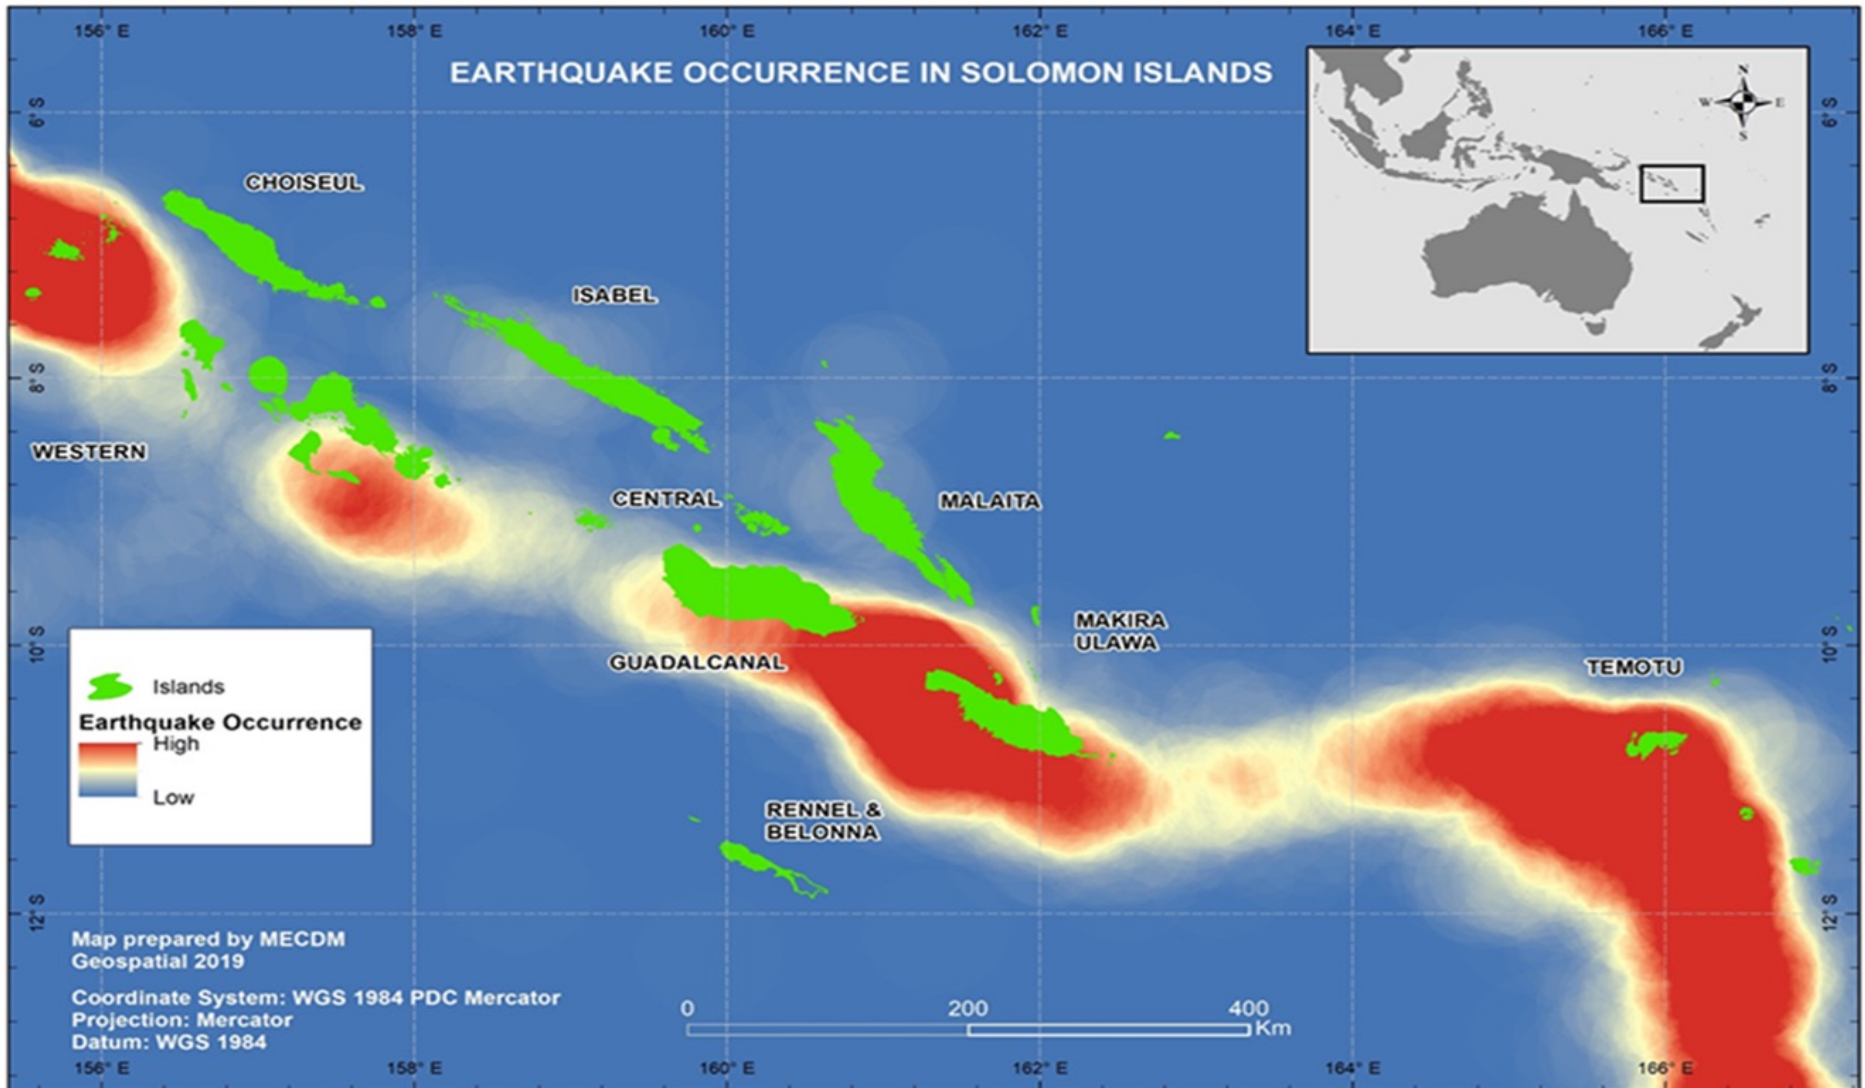 156° E
158° E
160° E
162° E
164° E
166° E
EARTHQUAKE OCCURRENCE IN SOLOMON ISLANDS
N
W
E
S
6° S
6° S
CHOISEUL
ISABEL
8° S
8° S
WESTERN
CENTRAL
MALAITA
MAKIRA
ULAWA
10° S
10° S
GUADALCANAL
TEMOTU
Islands
Earthquake Occurrence
High
Low
RENNEL &
BELONNA
12° S
12° S
Map prepared by MECDM
Geospatial 2019
Coordinate System: WGS 1984 PDC Mercator
Projection: Mercator
Datum: WGS 1984
0
200
400
Km
156° E
158° E
160° E
162° E
164° E
166° E